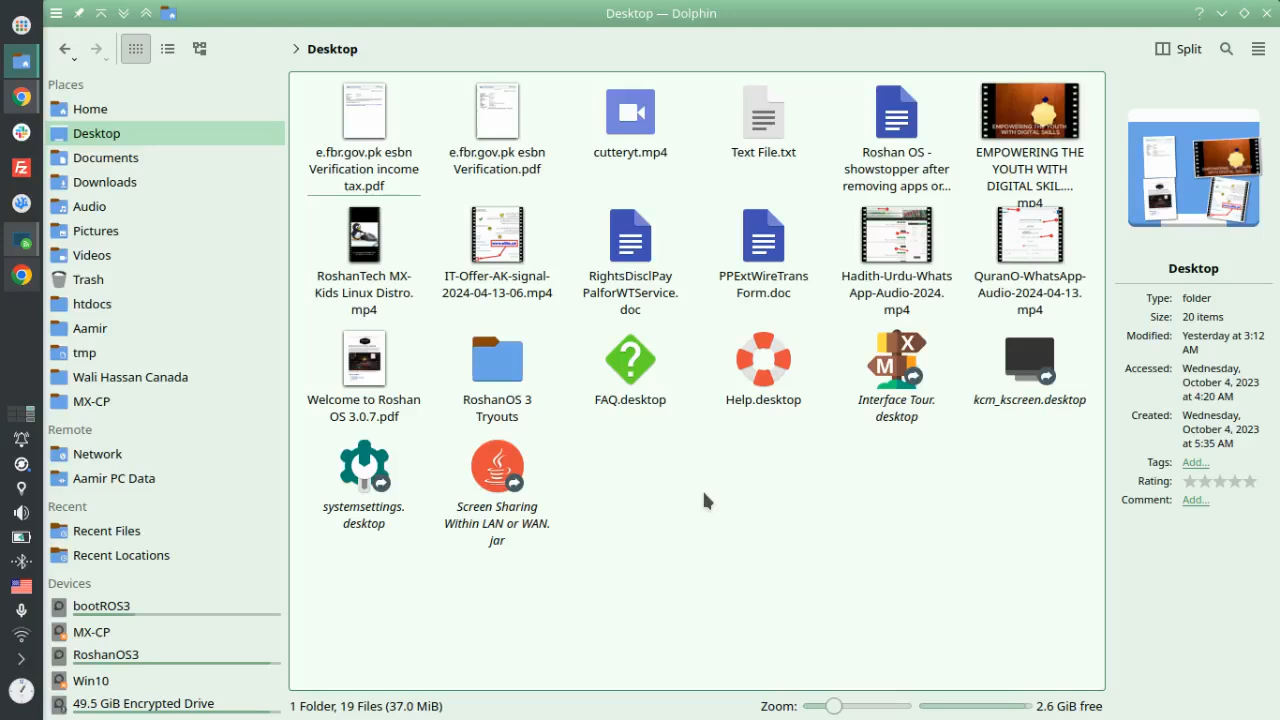 Desktop — Dolphin
Desktop
Split
Places
Home
Desktop
Documents
Downloads
Audio
Pictures
Videos
Trash
htdocs
Aamir
tmp
Wali Hassan Canada
MX-CP
Remote
Network
Aamir PC Data
Recent
Recent Files
Recent Locations
Devices
bootROS3
MX-CP
RoshanOS3
Win10
49.5 GiB Encrypted Drive
e.fbr.gov.pk esbn
Verification income
tax.pdf
e.fbr.gov.pk esbn
Verification.pdf
cutteryt.mp4
Text File.txt
Roshan OS -
showstopper after
removing apps or...
EMPOWERING THE YOUTH
WITH DIGITAL SKILLS
EMPOWERING THE
YOUTH WITH
DIGITAL SKIL....
mp4
RoshanTech MX-
Kids Linux Distro.
mp4
IT-Offer-AK-signal-
2024-04-13-06.mp4
RightsDisclPay
PalforWTService.
doc
PPExtWireTrans
Form.doc
Hadith-Urdu-Whats
App-Audio-2024.
mp4
QuranO-WhatsApp-
Audio-2024-04-13.
mp4
Welcome to Roshan
OS 3.0.7.pdf
RoshanOS 3
Tryouts
FAQ.desktop
Help.desktop
X
M
Interface Tour.
desktop
kcm_kscreen.desktop
systemsettings.
desktop
Screen Sharing
Within LAN or WAN.
jar
1 Folder, 19 Files (37.0 MiB)
Zoom:
2.6 GiB free
Desktop
Type: folder
Size: 20 items
Modified: Yesterday at 3:12
AM
Accessed: Wednesday,
October 4, 2023
at 4:20 AM
Created: Wednesday,
October 4, 2023
at 5:35 AM
Tags: Add...
Rating:
Comment: Add...